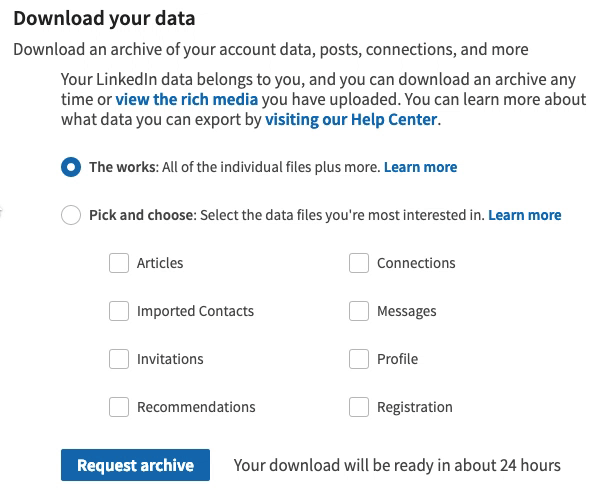 Download your data
Download an archive of your account data, posts, connections, and more
Your LinkedIn data belongs to you, and you can download an archive any
time or view the rich media you have uploaded. You can learn more about
what data you can export by visiting our Help Center.
The works: All of the individual files plus more. Learn more
Pick and choose: Select the data files you're most interested in. Learn more
Articles
Connections
Imported Contacts
Messages
Invitations
Profile
Recommendations
Registration
Request archive
Your download will be ready in about 24 hours